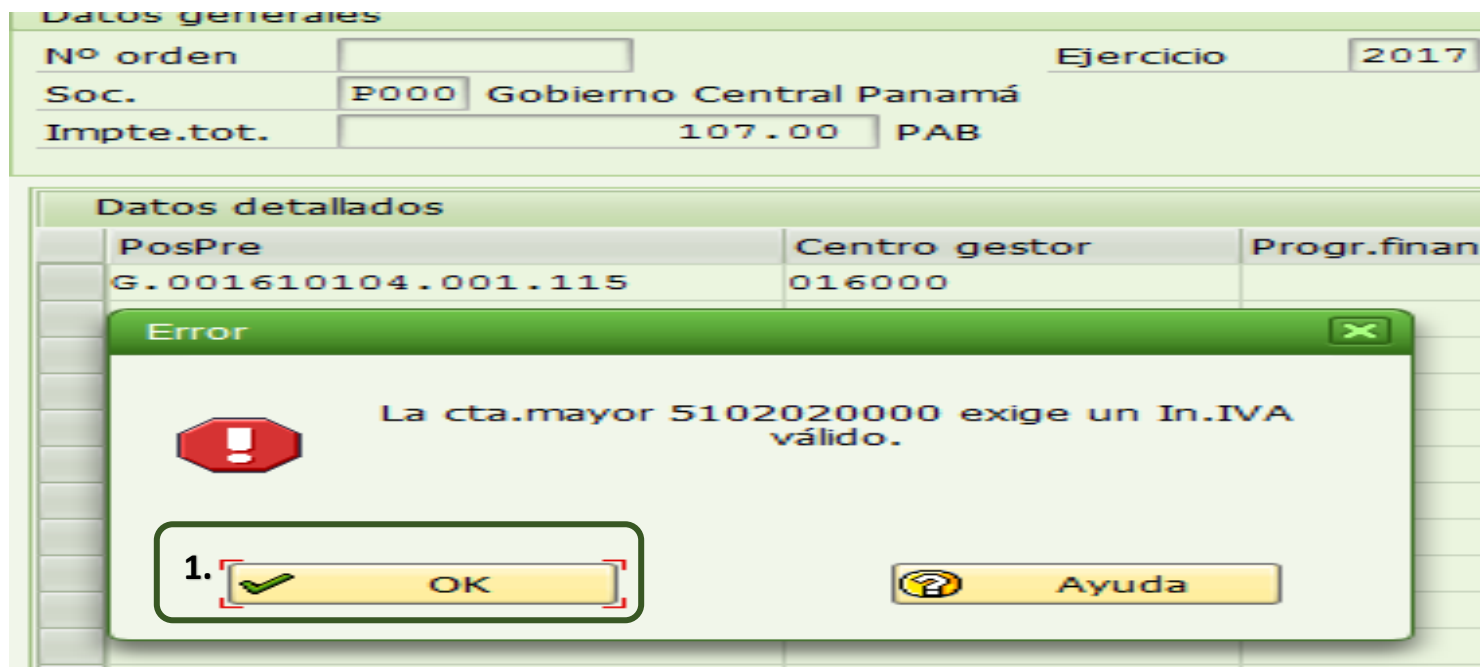 Datos generales
Nº orden Ejercicio 2017
Soc. P000 Gobierno Central Panamá
Impte.tot. 107.00 PAB
Datos detallados
PosPre Centro gestor Progr.finan
G.001610104.001.115 016000
Error
La cta.mayor 5102020000 exige un In.IVA
válido.
1. OK Ayuda